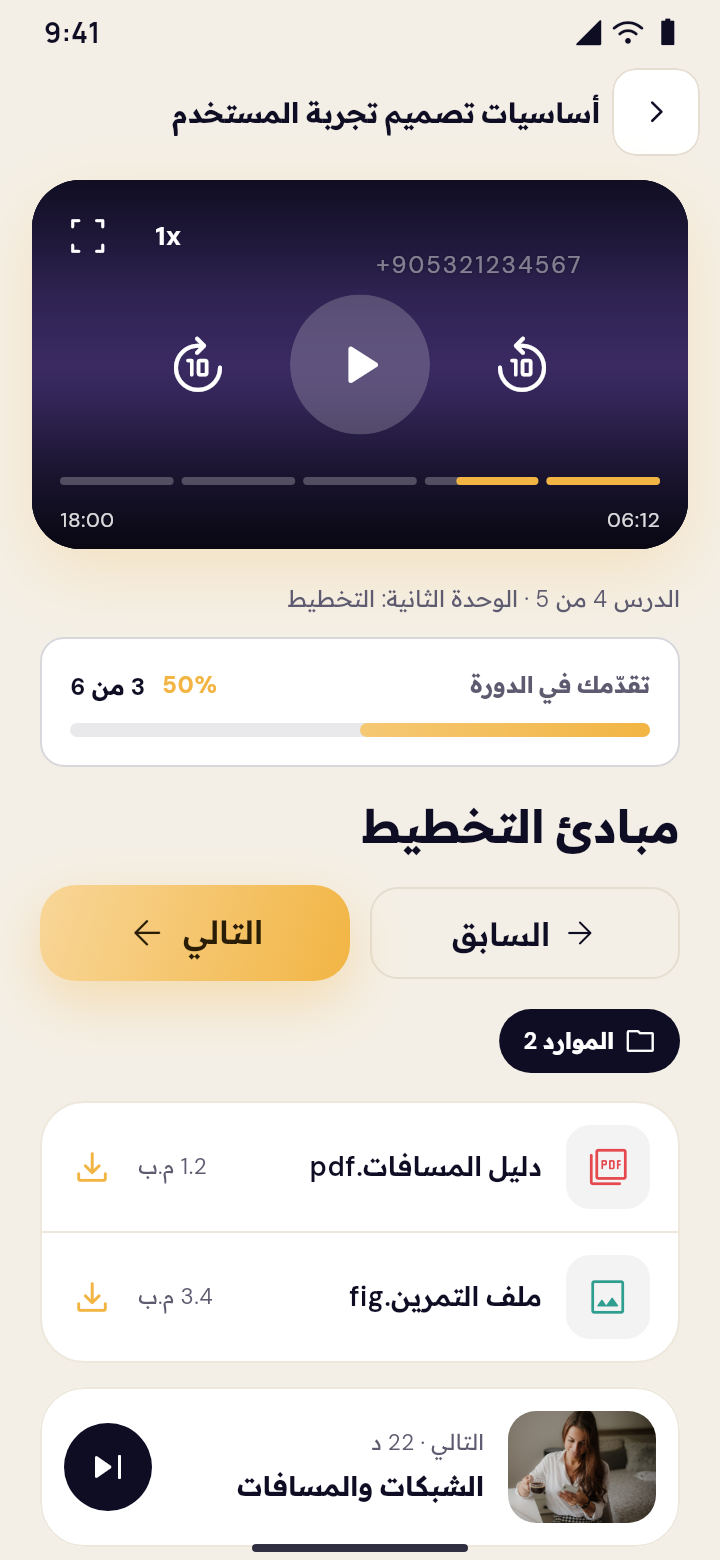 9:41
أساسيات تصميم تجربة المستخدم
1x
+905321234567
10
10
06:12
18:00
الدرس 4 من 5 · الوحدة الثانية: التخطيط
تقدّمك في الدورة 50% 3 من 6
مبادئ التخطيط
السابق
التالي
الموارد 2
PDF
دليل المسافات.pdf
1.2 م.ب
ملف التمرين.fig
3.4 م.ب
التالي · 22 د
الشبكات والمسافات